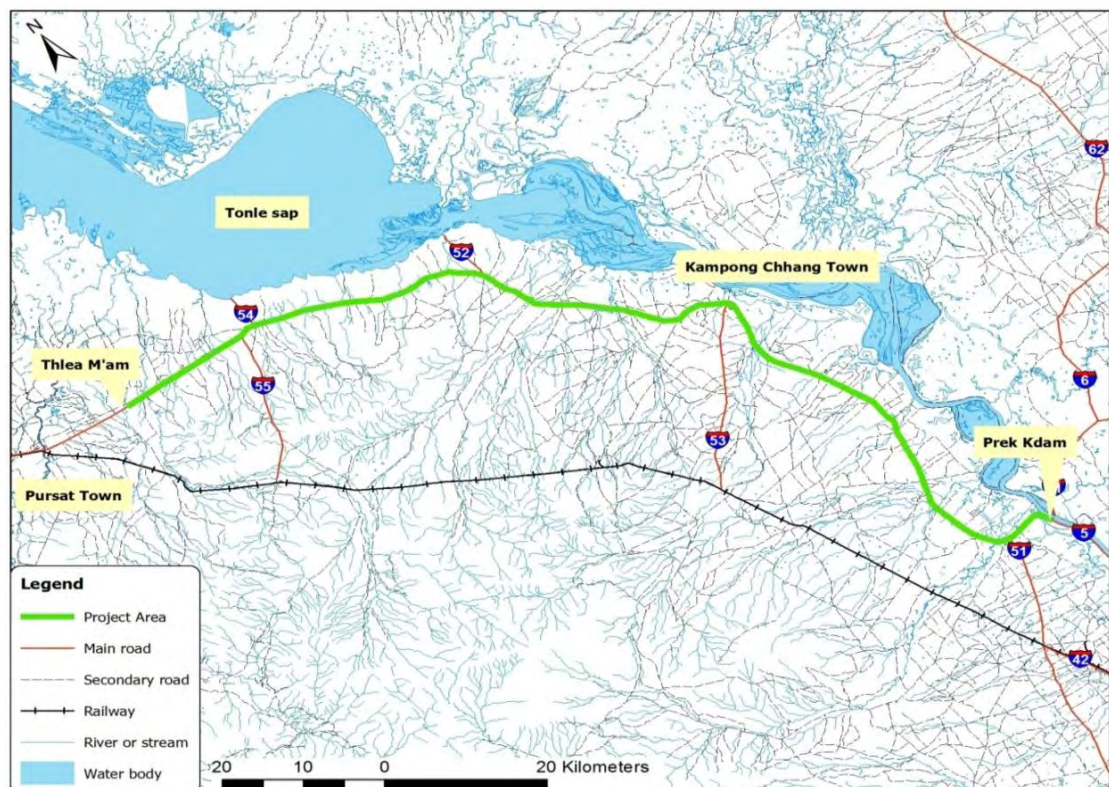 N
62
Tonle sap
52
Kampong Chhang Town
54
Thlea M'am
55
6
53
Prek Kdam
Pursat Town
5
51
Legend
Project Area
Main road
42
Secondary road
Railway
River or stream
Water body
20 0 20 Kilometers